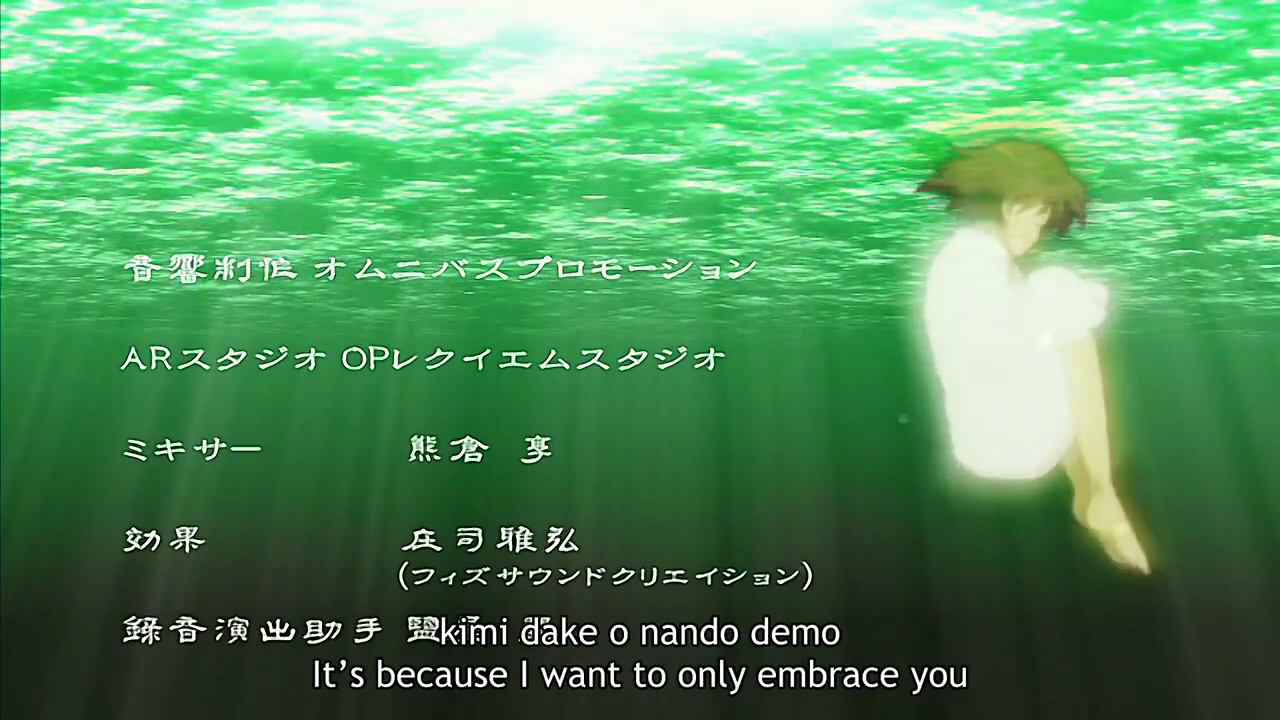 音響制作 オムニバスプロモーション
ARスタジオ OPレクイエムスタジオ
ミキサー 熊倉 亨
効果 庄司雅弘
(フィズサウンドクリエイション)
録音演出助手
kimi dake o nando demo
It's because I want to only embrace you